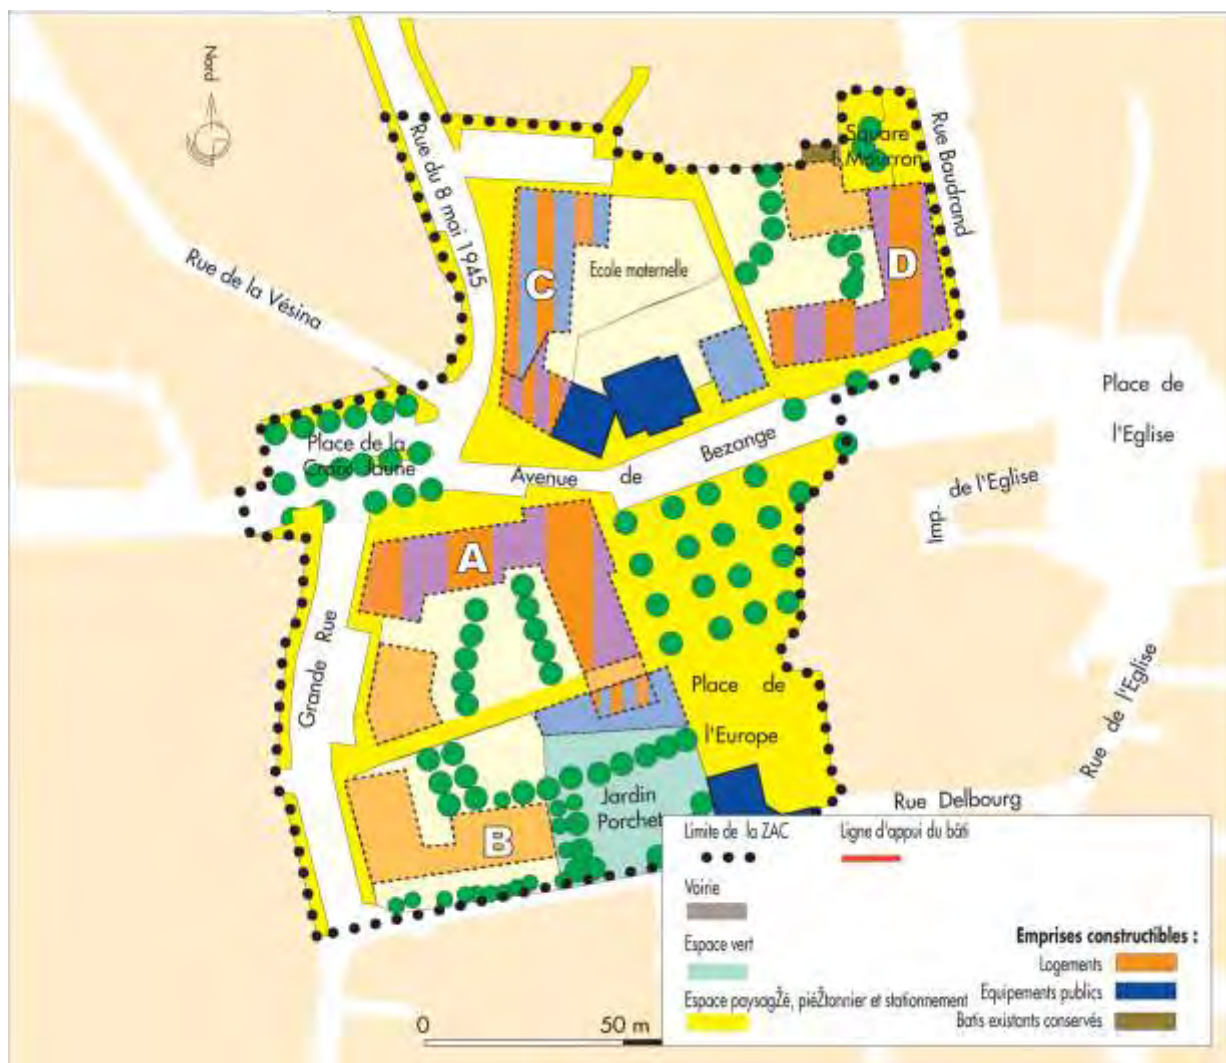 Nord
Rue du 8 mai 1945
Square
Mourron
Rue Baudrand
Rue de la Vésina
C
Ecole maternelle
D
Place de
l'Eglise
Place de la
Croix Jaune
Avenue de Bezange
Imp. de l'Eglise
A
Grande Rue
Place de
l'Europe
Rue de l'Eglise
Jardin
Porchet
B
Rue Delbourg
Limite de la ZAC
Ligne d'appui du bâti
Voirie
Espace vert
Espace paysagŽé, piéŽtonnier et stationnement
Emprises constructibles :
Logements
Equipements publics
Batis existants conservés
0
50 m